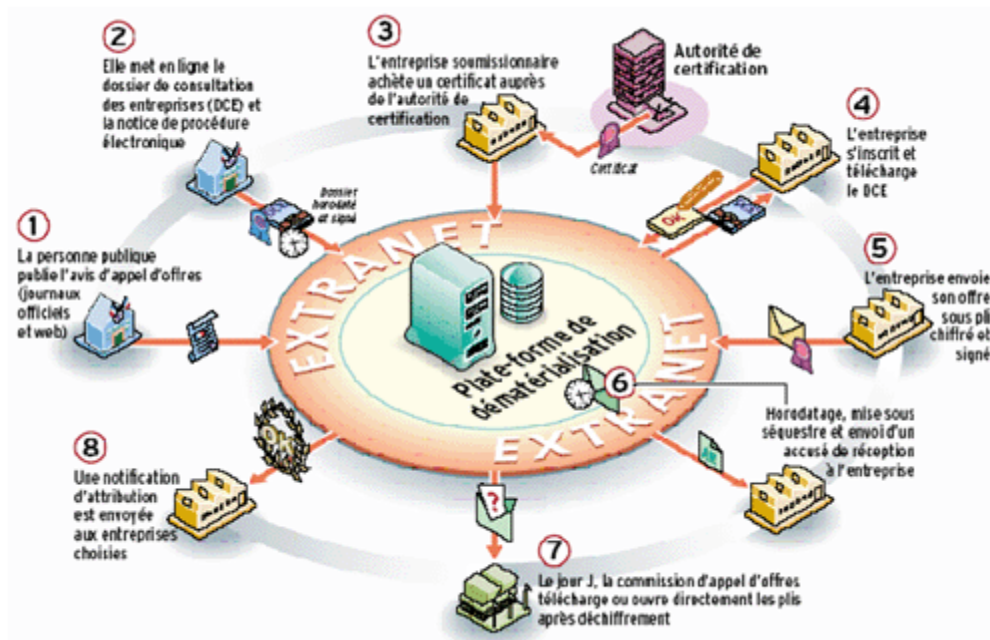 1
La personne publique
publie l'avis d'appel d'offres
(journaux
officiels
et web)
2
Elle met en ligne le
dossier de consultation
des entreprises (DCE) et
la notice de procédure
électronique
Dossier
horodaté
et signé
3
L'entreprise soumissionnaire
achète un certificat auprès
de l'autorité de
certification
Autorité de
certification
Certificat
4
L'entreprise
s'inscrit et
télécharge
le DCE
OK
5
L'entreprise envoie
son offre
sous pli
chiffré et
signé
EXTRANET
Plate-forme de
dématérialisation
EXTRANET
6
Horodatage, mise sous
séquestre et envoi d'un
accusé de réception
à l'entreprise
AR
7
Le jour J, la commission d'appel d'offres
télécharge ou ouvre directement les plis
après déchiffrement
?
8
Une notification
d'attribution
est envoyée
aux entreprises
choisies
OK